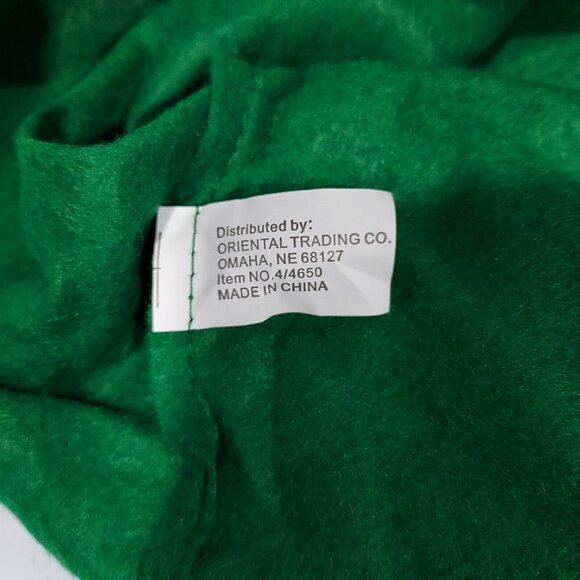 Distributed by:
ORIENTAL TRADING CO.
OMAHA, NE 68127
Item NO.4/4650
MADE IN CHINA